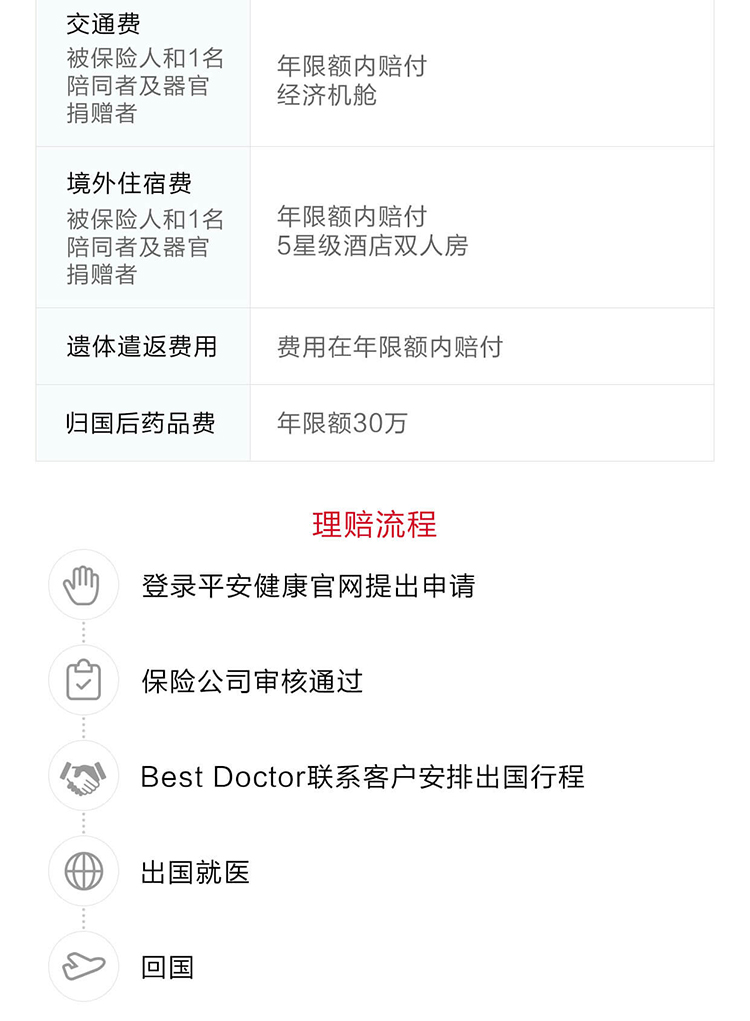 交通费
被保险人和1名
陪同者及器官
捐赠者
年限额内赔付
经济机舱
境外住宿费
被保险人和1名
陪同者及器官
捐赠者
年限额内赔付
5星级酒店双人房
遗体遣返费用
费用在年限额内赔付
归国后药品费
年限额30万
理赔流程
登录平安健康官网提出申请
保险公司审核通过
Best Doctor联系客户安排出国行程
出国就医
回国